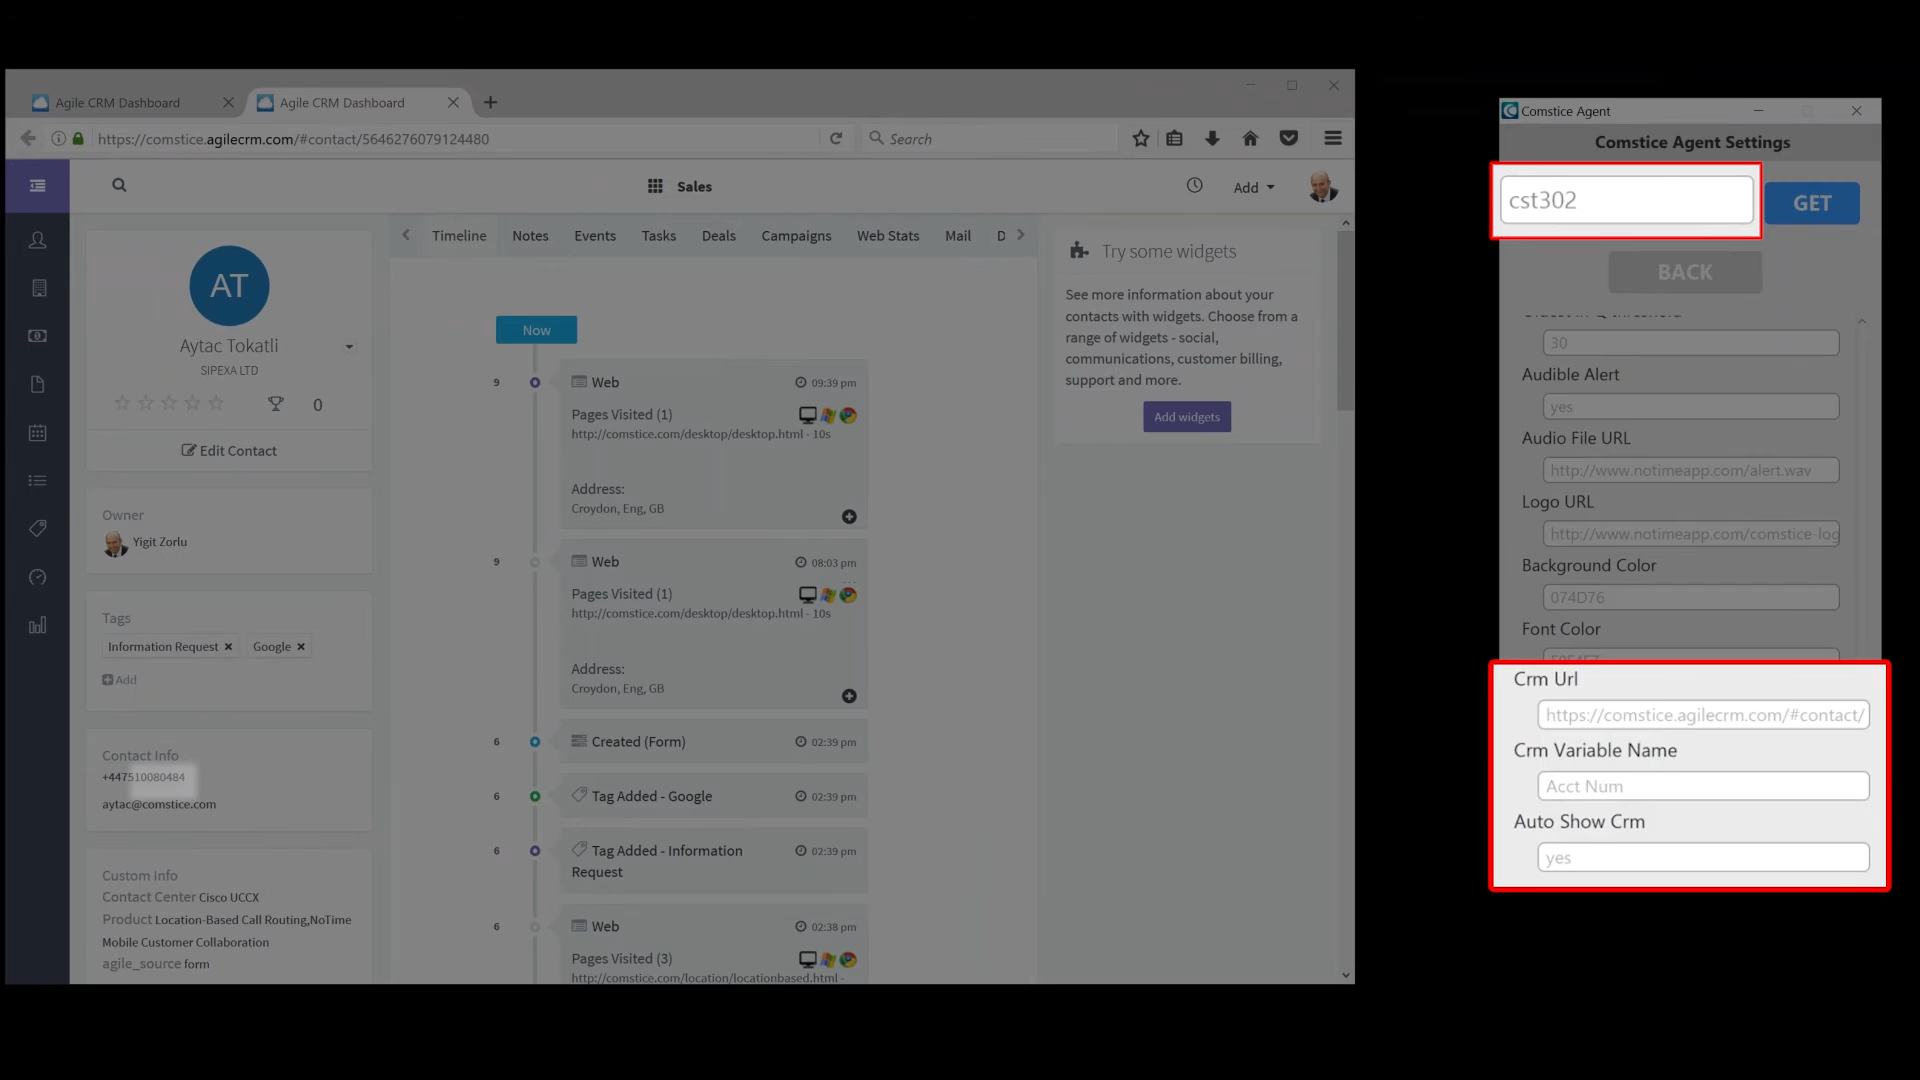 Agile CRM Dashboard
Agile CRM Dashboard
https://comstice.agilecrm.com/#contact/5646276079124480
Search
Sales
Add
AT
Aytac Tokatli
SIPEXA LTD
0
Edit Contact
Owner
Yigit Zorlu
Tags
Information Request
Google
Add
Contact Info
+447510080484
aytac@comstice.com
Custom Info
Contact Center Cisco UCCX
Product Location-Based Call Routing,NoTime
Mobile Customer Collaboration
agile_source form
Timeline
Notes
Events
Tasks
Deals
Campaigns
Web Stats
Mail
D
Now
9
Web
09:39 pm
Pages Visited (1)
http://comstice.com/desktop/desktop.html - 10s
Address:
Croydon, Eng, GB
9
Web
08:03 pm
Pages Visited (1)
http://comstice.com/desktop/desktop.html - 10s
Address:
Croydon, Eng, GB
6
Created (Form)
02:39 pm
6
Tag Added - Google
02:39 pm
6
Tag Added - Information
Request
02:39 pm
6
Web
02:38 pm
Pages Visited (3)
http://comstice.com/location/locationbased.html -
Try some widgets
See more information about your
contacts with widgets. Choose from a
range of widgets - social,
communications, customer billing,
support and more.
Add widgets
Comstice Agent
Comstice Agent Settings
cst302
GET
BACK
30
Audible Alert
yes
Audio File URL
http://www.notimeapp.com/alert.wav
Logo URL
http://www.notimeapp.com/comstice-log
Background Color
074D76
Font Color
Crm Url
https://comstice.agilecrm.com/#contact/
Crm Variable Name
Acct Num
Auto Show Crm
yes